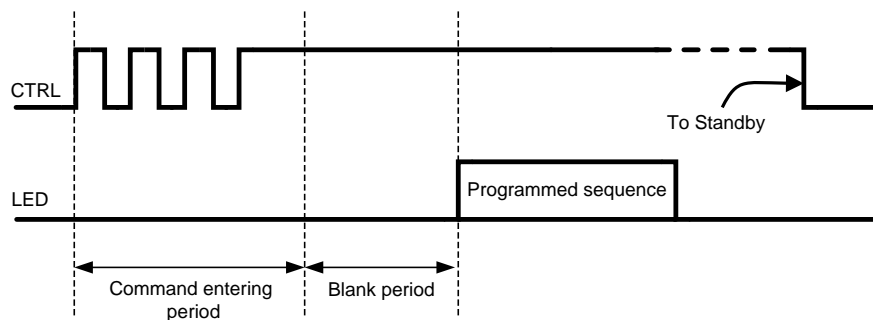 CTRL
To Standby
LED
Programmed sequence
Command entering
period
Blank period